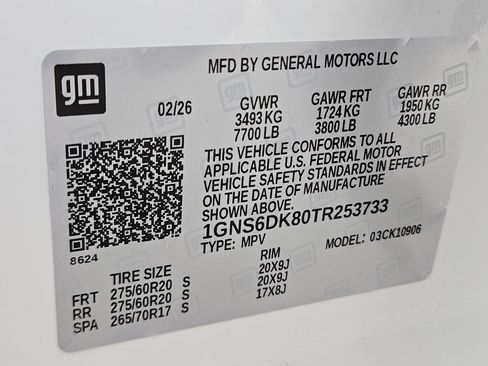 gm
MFD BY GENERAL MOTORS LLC
02/26 GVWR GAWR FRT GAWR RR
3493 KG 1724 KG 1950 KG
7700 LB 3800 LB 4300 LB
THIS VEHICLE CONFORMS TO ALL
APPLICABLE U.S. FEDERAL MOTOR
VEHICLE SAFETY STANDARDS IN EFFECT
ON THE DATE OF MANUFACTURE
SHOWN ABOVE.
1GNS6DK80TR253733
8624 TYPE: MPV MODEL: 03CK10906
TIRE SIZE RIM
FRT 275/60R20 S 20X9J
RR 275/60R20 S 20X9J
SPA 265/70R17 S 17X8J